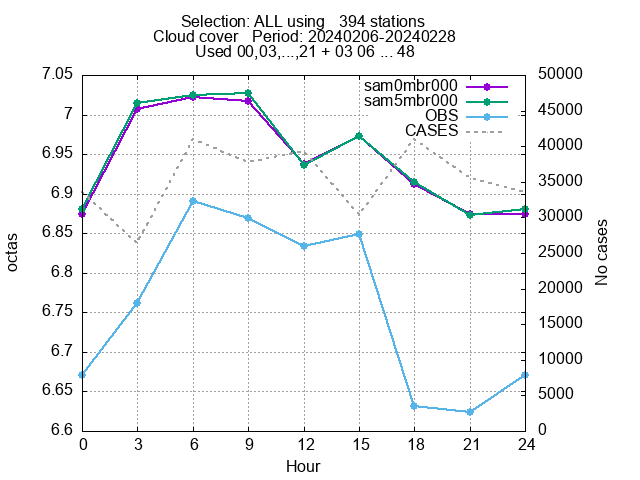 Selection: ALL using   394 stations
Cloud cover   Period: 20240206-20240228
Used 00,03,...,21 + 03 06 ... 48
sam0mbr000
sam5mbr000
OBS
CASES
7.05
7
6.95
6.9
6.85
6.8
6.75
6.7
6.65
6.6
octas
50000
45000
40000
35000
30000
25000
20000
15000
10000
5000
0
No cases
0 3 6 9 12 15 18 21 24
Hour